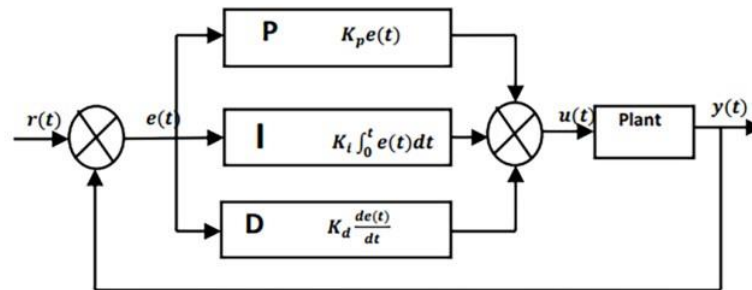 P K_p e(t)
r(t) e(t) I K_i ∫_0^t e(t)dt u(t) Plant y(t)
D K_d de(t)/dt